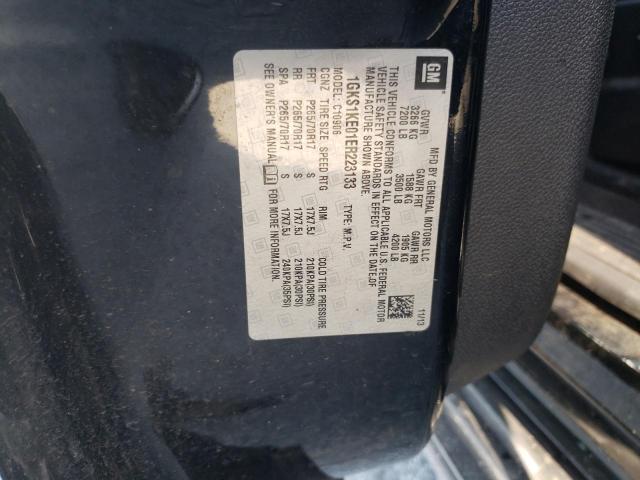 GM
MFD BY GENERAL MOTORS LLC
GVWR GAWR FRT GAWR RR
3266 KG 1588 KG 1905 KG
7200 LB 3500 LB 4200 LB
THIS VEHICLE CONFORMS TO ALL APPLICABLE U.S. FEDERAL MOTOR
VEHICLE SAFETY STANDARDS IN EFFECT ON THE DATE OF
MANUFACTURE SHOWN ABOVE.
11/13
1GKS1KE01ER223133 TYPE: M.P.V.
MODEL: C10906
CGNZ TIRE SIZE SPEED RTG RIM COLD TIRE PRESSURE
FRT P265/70R17 S 17X7.5J 210KPA(30PSI)
RR P265/70R17 S 17X7.5J 210KPA(30PSI)
SPA P265/70R17 S 17X7.5J 240KPA(35PSI)
SEE OWNER'S MANUAL i FOR MORE INFORMATION.